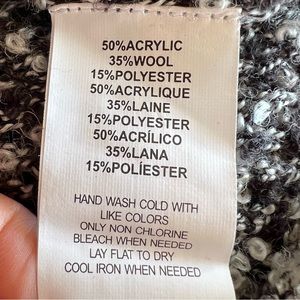 50%ACRYLIC
35%WOOL
15%POLYESTER
50%ACRYLIQUE
35%LAINE
15%POLYESTER
50%ACRÍLICO
35%LANA
15%POLÍESTER
HAND WASH COLD WITH
LIKE COLORS
ONLY NON CHLORINE
BLEACH WHEN NEEDED
LAY FLAT TO DRY
COOL IRON WHEN NEEDED